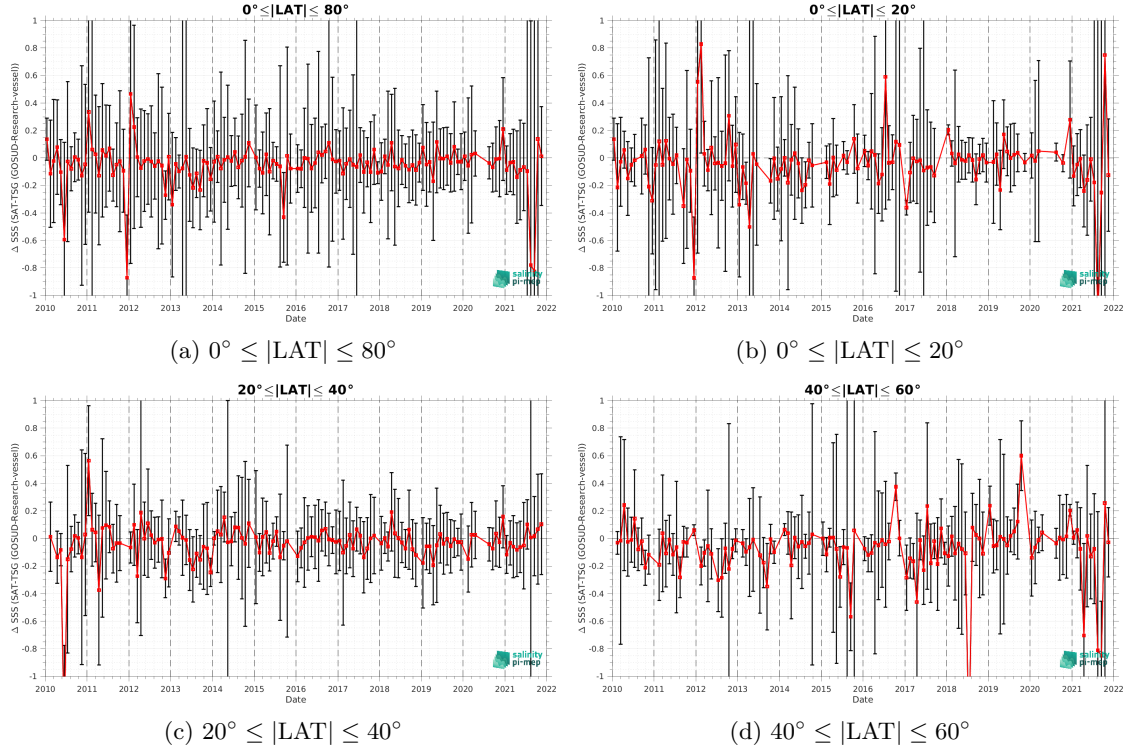 0°≤|LAT|≤ 80°
Δ SSS (SAT-TSG (GOSUD-Research-vessel))
1
0.8
0.6
0.4
0.2
0
-0.2
-0.4
-0.6
-0.8
-1
2010 2011 2012 2013 2014 2015 2016 2017 2018 2019 2020 2021 2022
Date
salinity
pi-mep
(a) 0° ≤ |LAT| ≤ 80°
0°≤|LAT|≤ 20°
Δ SSS (SAT-TSG (GOSUD-Research-vessel))
1
0.8
0.6
0.4
0.2
0
-0.2
-0.4
-0.6
-0.8
-1
2010 2011 2012 2013 2014 2015 2016 2017 2018 2019 2020 2021 2022
Date
salinity
pi-mep
(b) 0° ≤ |LAT| ≤ 20°
20°≤|LAT|≤ 40°
Δ SSS (SAT-TSG (GOSUD-Research-vessel))
1
0.8
0.6
0.4
0.2
0
-0.2
-0.4
-0.6
-0.8
-1
2010 2011 2012 2013 2014 2015 2016 2017 2018 2019 2020 2021 2022
Date
salinity
pi-mep
(c) 20° ≤ |LAT| ≤ 40°
40°≤|LAT|≤ 60°
Δ SSS (SAT-TSG (GOSUD-Research-vessel))
1
0.8
0.6
0.4
0.2
0
-0.2
-0.4
-0.6
-0.8
-1
2010 2011 2012 2013 2014 2015 2016 2017 2018 2019 2020 2021 2022
Date
salinity
pi-mep
(d) 40° ≤ |LAT| ≤ 60°